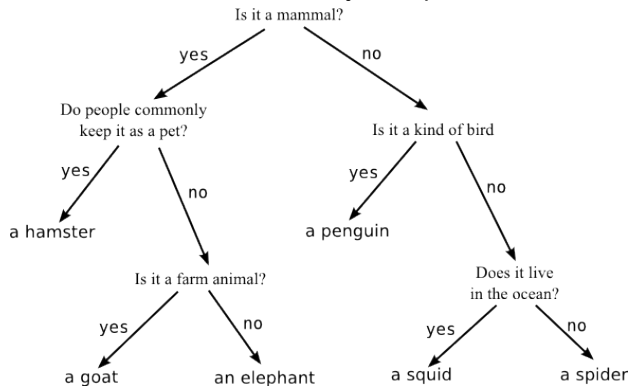 Is it a mammal?
yes
no
Do people commonly
keep it as a pet?
Is it a kind of bird
yes
no
yes
no
a hamster
a penguin
Is it a farm animal?
Does it live
in the ocean?
yes
no
yes
no
a goat
an elephant
a squid
a spider